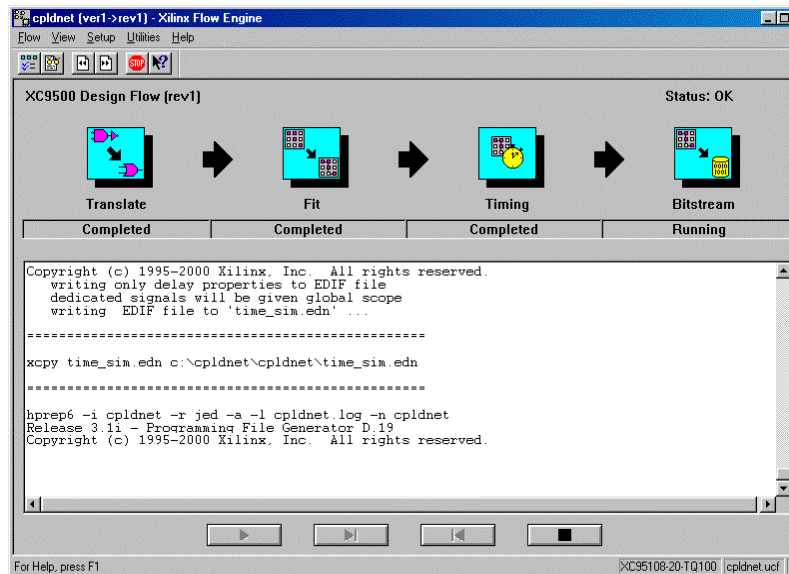 cpldnet (ver1->rev1) - Xilinx Flow Engine
Flow View Setup Utilities Help
STOP
XC9500 Design Flow (rev1)
Status: OK
Translate Fit Timing Bitstream
Completed Completed Completed Running
Copyright (c) 1995-2000 Xilinx, Inc.  All rights reserved.
writing only delay properties to EDIF file
dedicated signals will be given global scope
writing  EDIF file to 'time_sim.edn' ...
==================================================
xcpy time_sim.edn c:\cpldnet\cpldnet\time_sim.edn
==================================================
hprep6 -i cpldnet -r jed -a -l cpldnet.log -n cpldnet
Release 3.1i - Programming File Generator D.19
Copyright (c) 1995-2000 Xilinx, Inc.  All rights reserved.
For Help, press F1
XC95108-20-TQ100 cpldnet.ucf